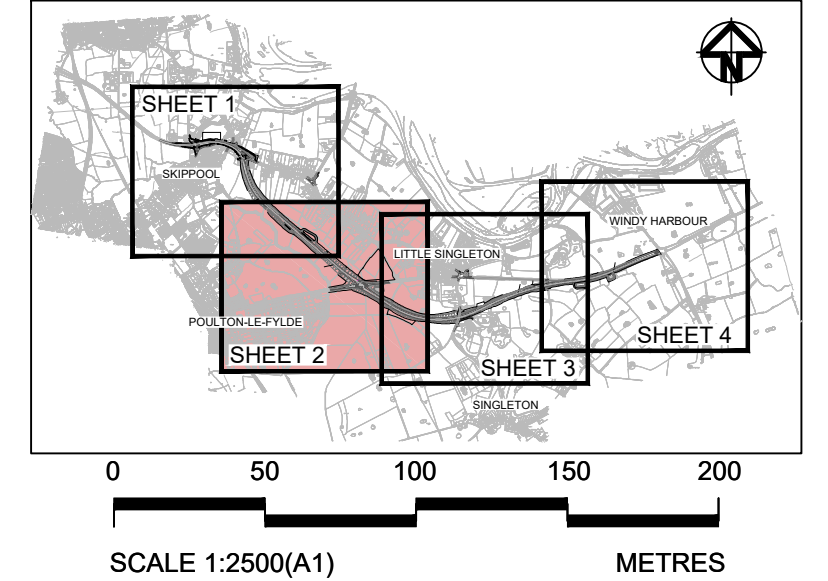 N
SHEET 1
SKIPPOOL
WINDY HARBOUR
LITTLE SINGLETON
POULTON-LE-FYLDE
SHEET 2
SHEET 3
SHEET 4
SINGLETON
0 50 100 150 200
SCALE 1:2500(A1) METRES